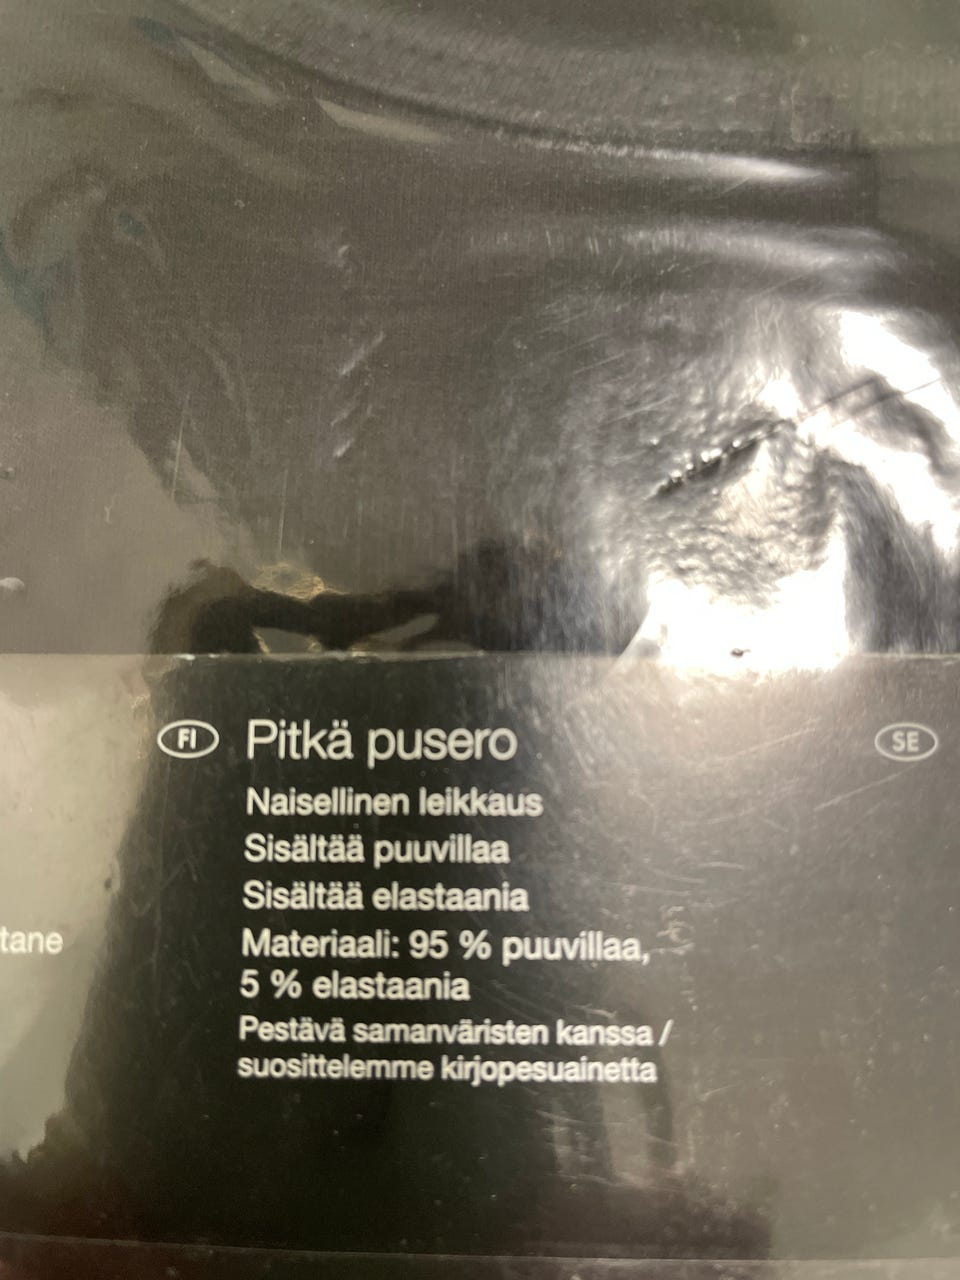 FI Pitkä pusero
SE
Naisellinen leikkaus
Sisältää puuvillaa
Sisältää elastaania
tane
Materiaali: 95 % puuvillaa,
5 % elastaania
Pestävä samanväristen kanssa /
suosittelemme kirjopesuainetta